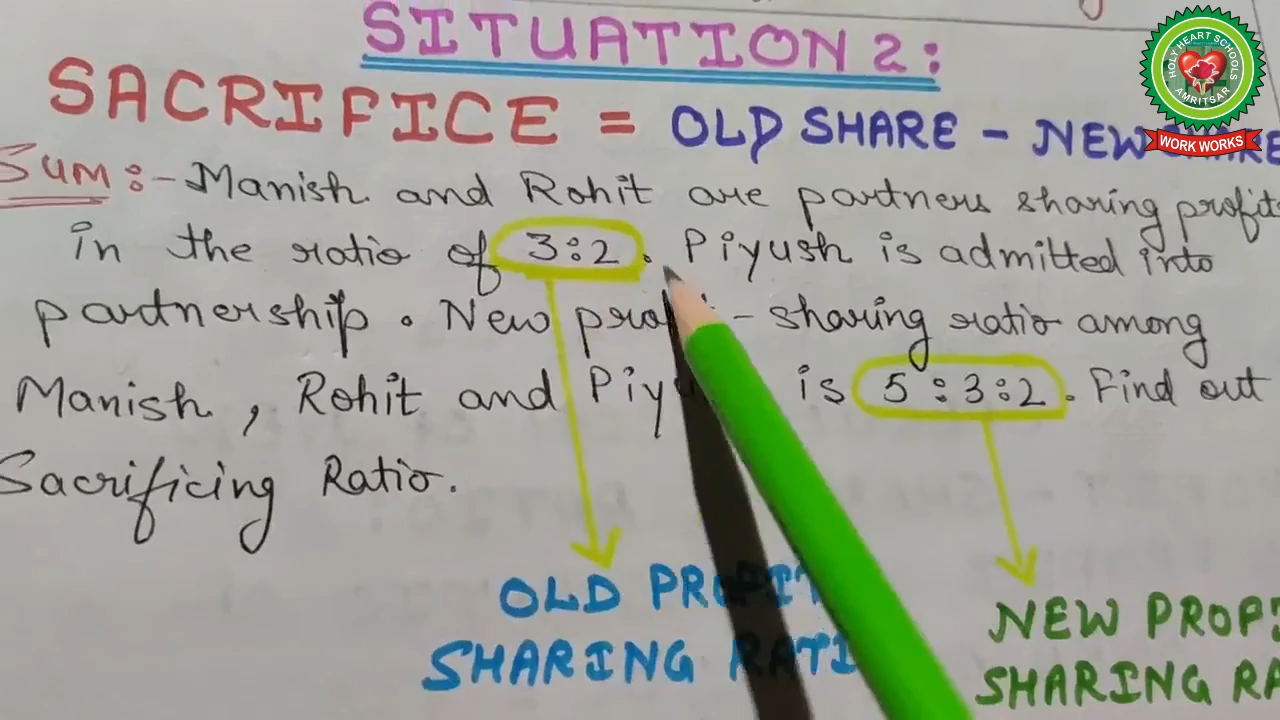 SITUATION 2:
SACRIFICE = OLD SHARE - NEW
Sum:- Manish and Rohit are partners sharing profits
in the ratio of 3:2. Piyush is admitted into
partnership. New - sharing ratio among
Manish, Rohit and is 5:3:2. Find out
Sacrificing Ratio.
OLD PROFIT
SHARING
NEW
SHARING
HOLY HEART SCHOOLS
AMRITSAR
WORK WORKS